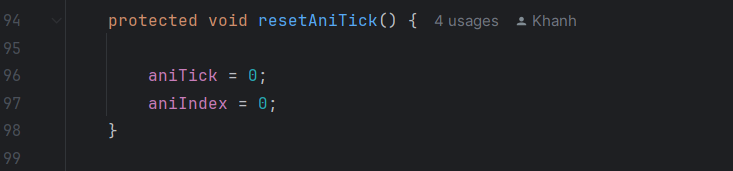 94 protected void resetAniTick() { 4 usages Khanh
95
96 aniTick = 0;
97 aniIndex = 0;
98 }
99